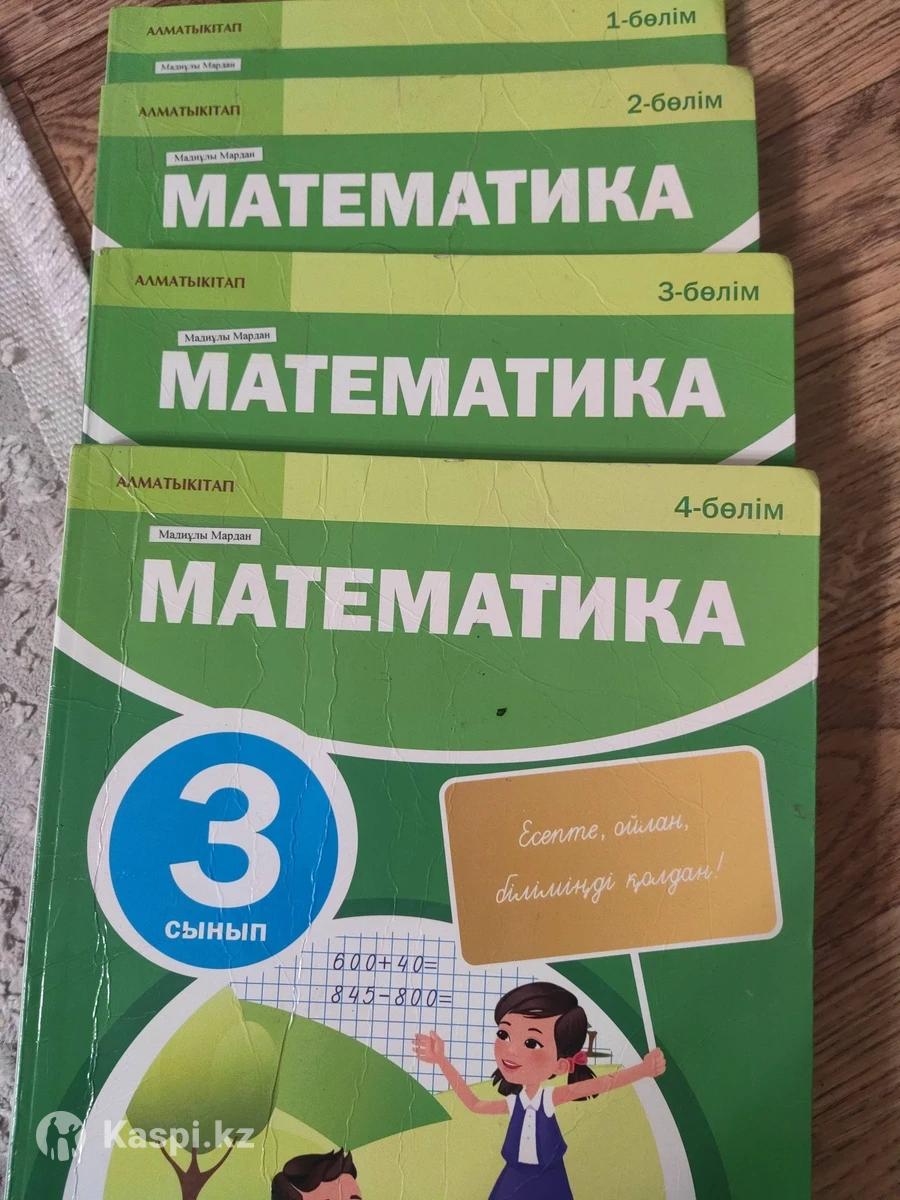 АЛМАТЫКІТАП
1-бөлім
Мадиұлы Мардан
АЛМАТЫКІТАП
2-бөлім
Мадиұлы Мардан
МАТЕМАТИКА
АЛМАТЫКІТАП
3-бөлім
Мадиұлы Мардан
МАТЕМАТИКА
АЛМАТЫКІТАП
4-бөлім
Мадиұлы Мардан
МАТЕМАТИКА
3
сынып
Есепте, ойлан,
біліміңді қолдан!
600+40=
845-800=
Kaspi.kz